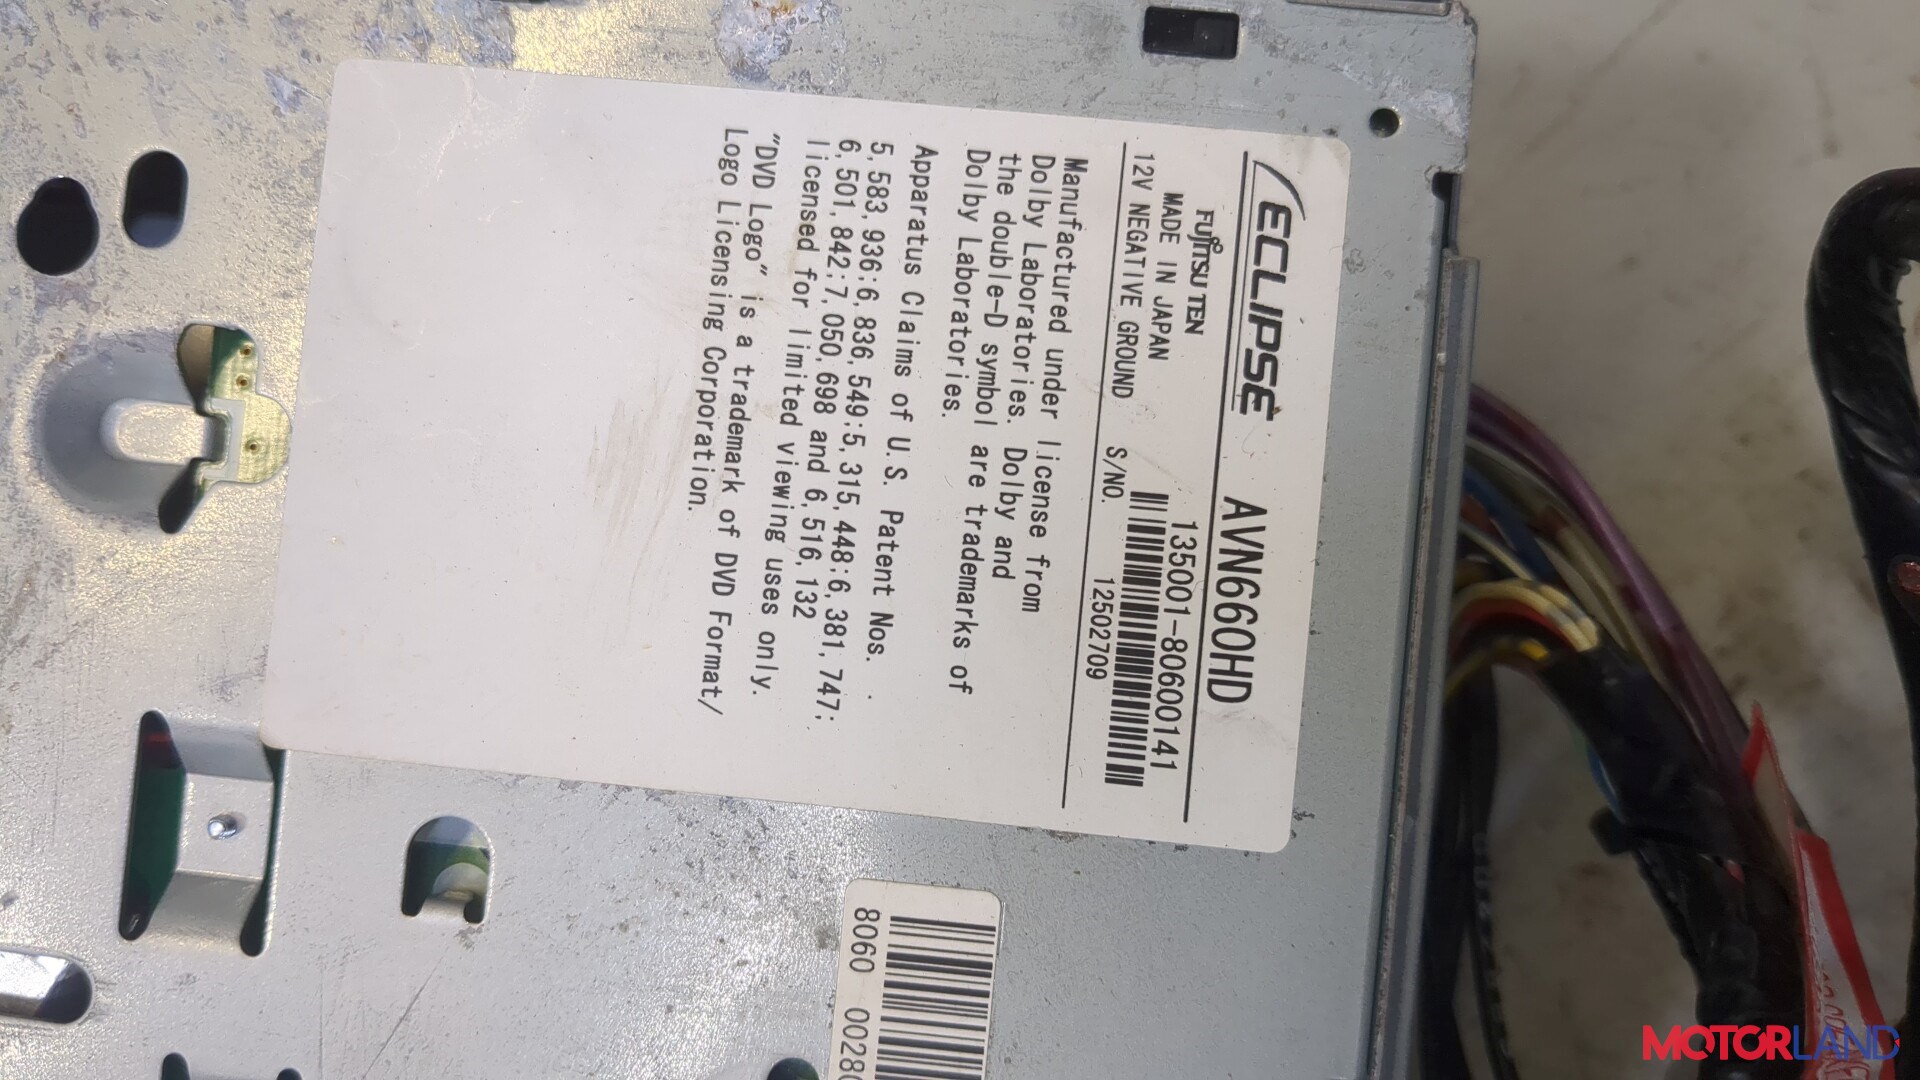 ECLIPSE AVN660HD
FUJITSU TEN
MADE IN JAPAN
135001-80600141
12V NEGATIVE GROUND S/NO. 12502709
Manufactured under license from
Dolby Laboratories. Dolby and
the double-D symbol are trademarks of
Dolby Laboratories.
Apparatus Claims of U.S. Patent Nos.
5,583,936;6,836,549;5,315,448;6,381,747;
6,501,842;7,050,698 and 6,516,132
licensed for limited viewing uses only.
"DVD Logo" is a trademark of DVD Format/
Logo Licensing Corporation.
8060 0028
MOTORLAND